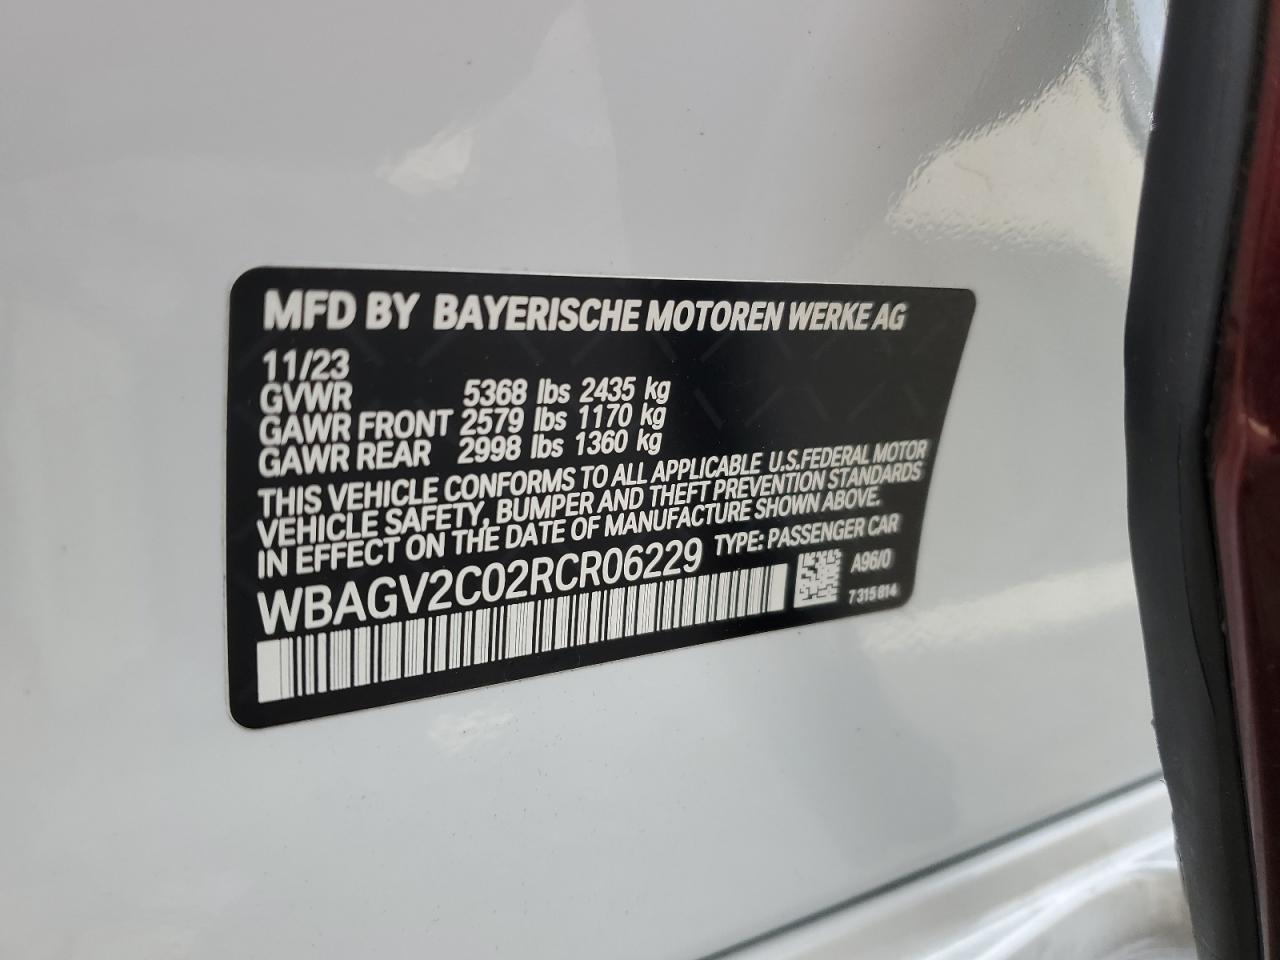 MFD BY BAYERISCHE MOTOREN WERKE AG
11/23
GVWR 5368 lbs 2435 kg
GAWR FRONT 2579 lbs 1170 kg
GAWR REAR 2998 lbs 1360 kg
THIS VEHICLE CONFORMS TO ALL APPLICABLE U.S.FEDERAL MOTOR
VEHICLE SAFETY, BUMPER AND THEFT PREVENTION STANDARDS
IN EFFECT ON THE DATE OF MANUFACTURE SHOWN ABOVE.
WBAGV2C02RCR06229 TYPE: PASSENGER CAR
A96/0
7 315 814